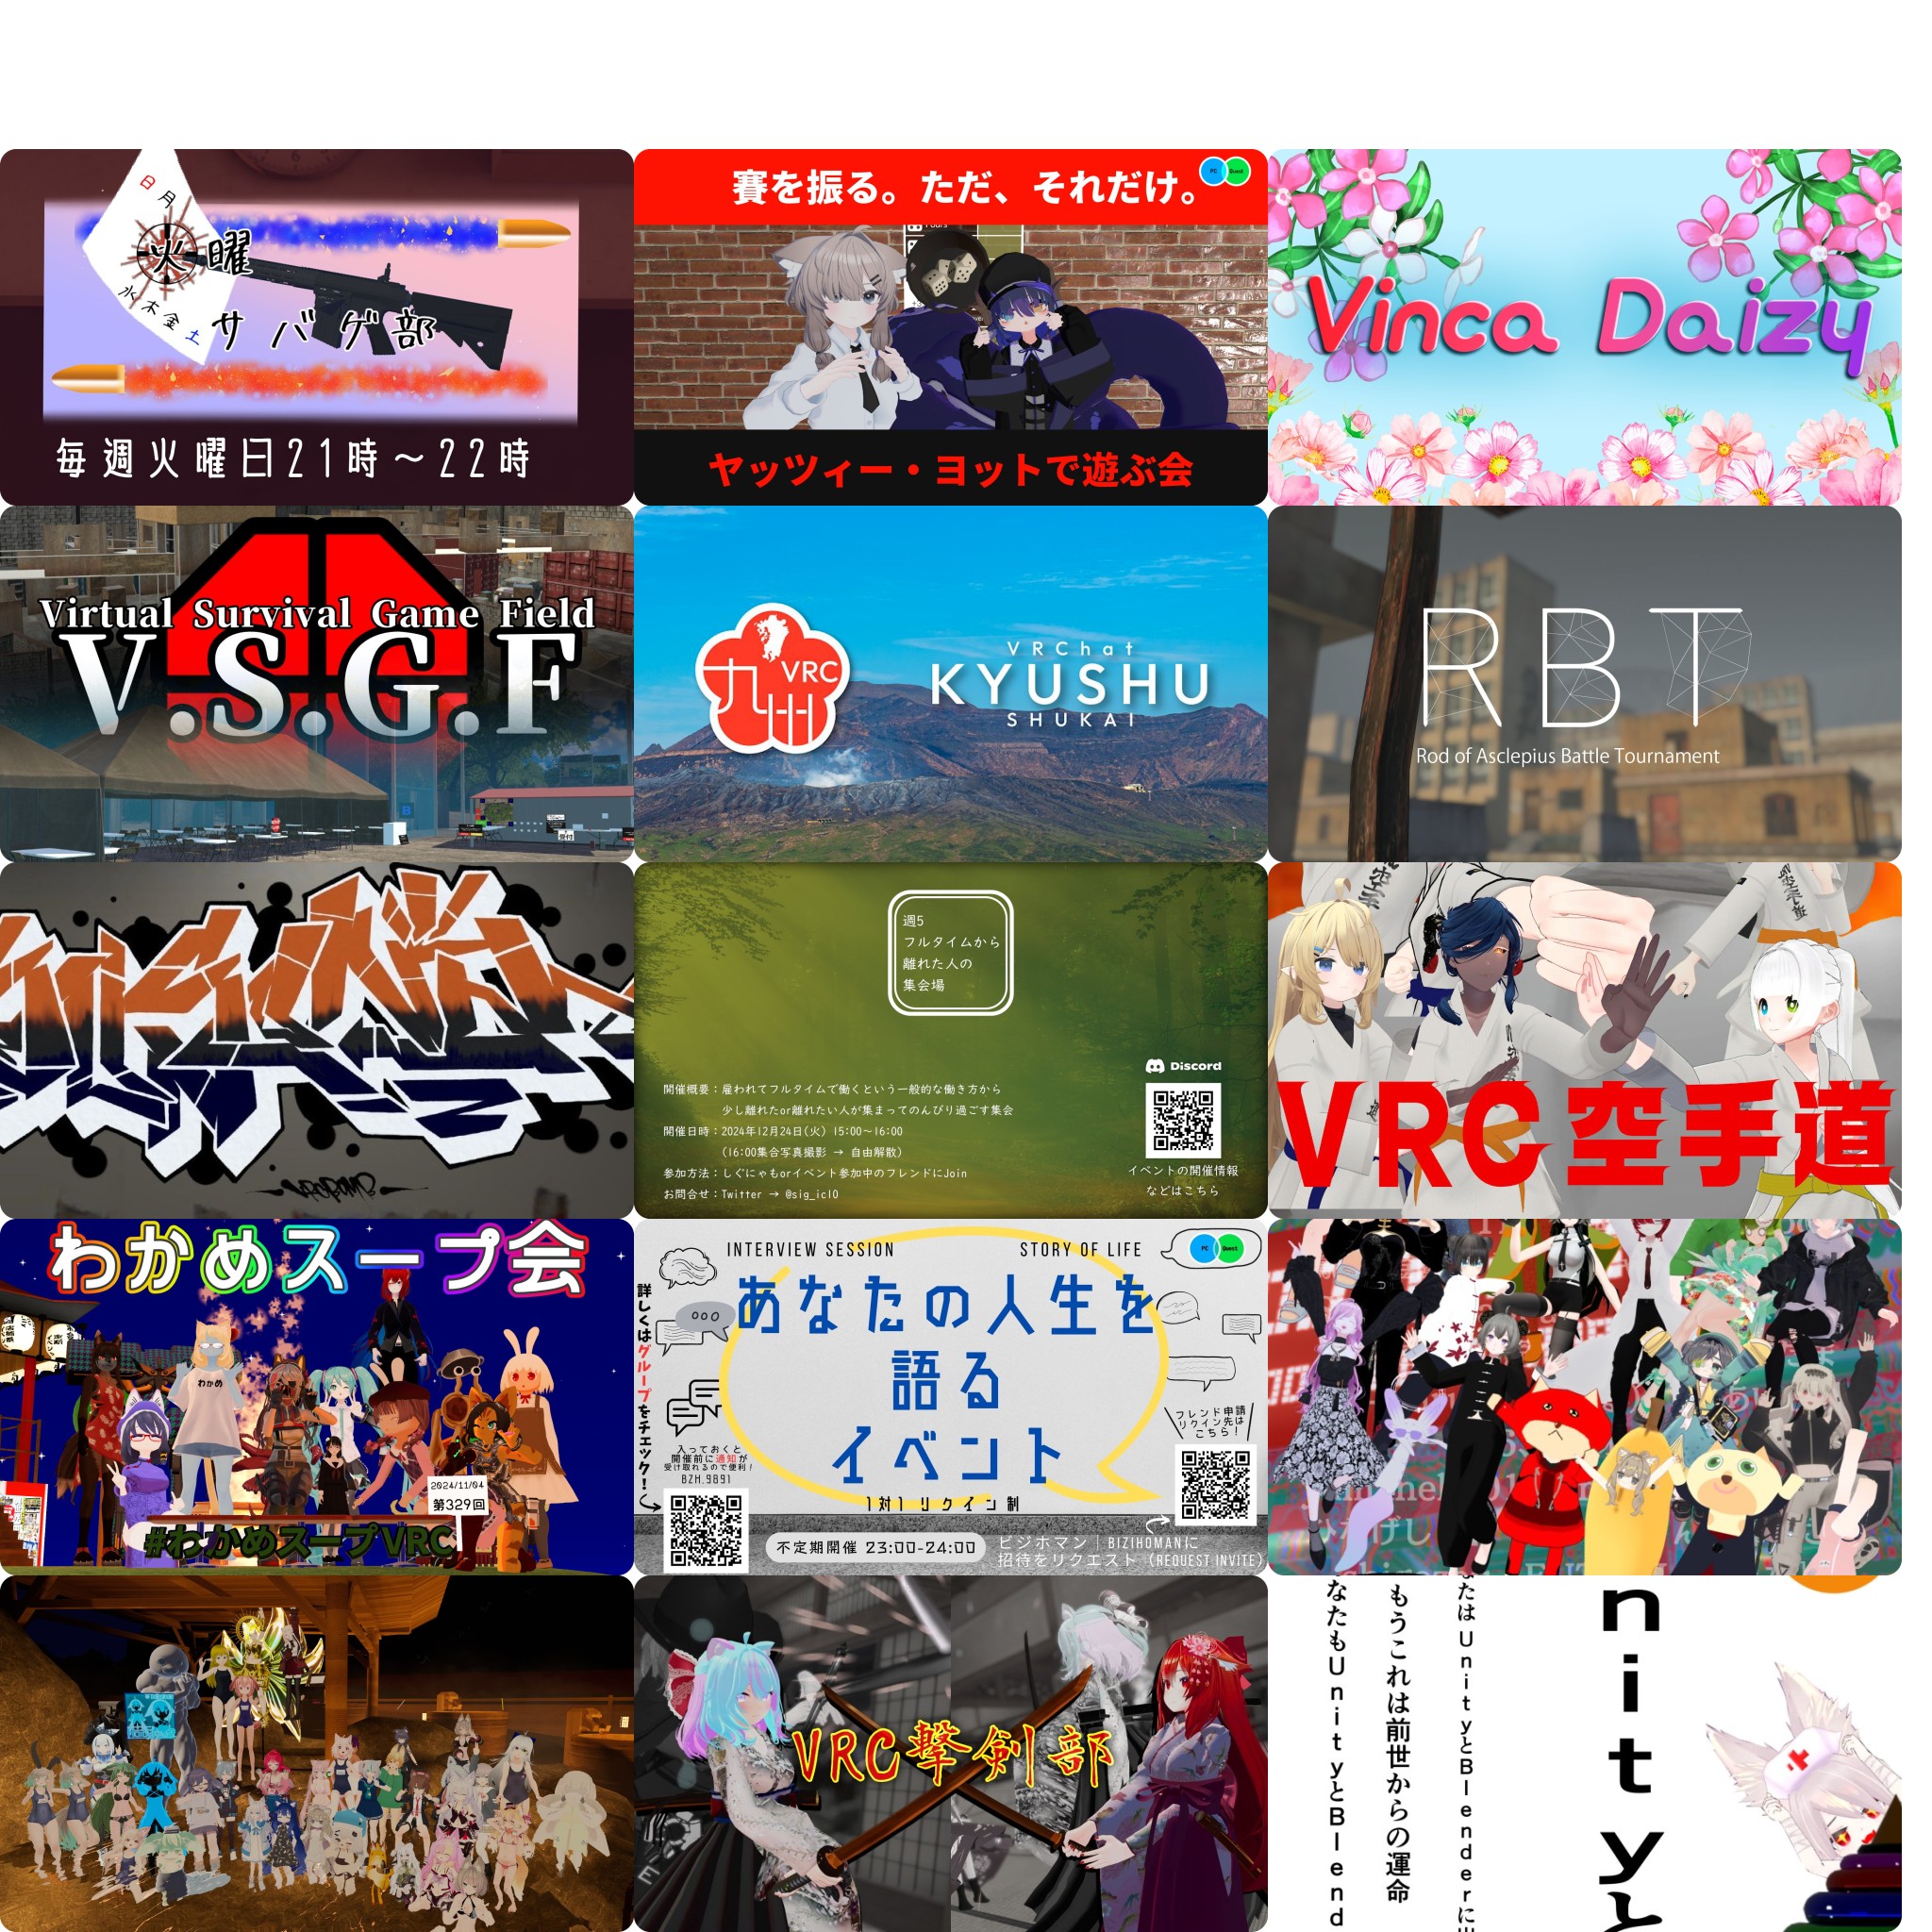 日
月
火曜
水
木
金
土
サバゲ部
毎週火曜日21時～22時
賽を振る。ただ、それだけ。
PC Quest
ヤッツィー・ヨットで遊ぶ会
Vinca Daizy
Virtual Survival Game Field
V.S.G.F
受付
九州 VRC
VRChat
KYUSHU
SHUKAI
RBT
Rod of Asclepius Battle Tournament
週5
フルタイムから
離れた人の
集会場
開催概要：雇われてフルタイムで働くという一般的な働き方から
少し離れたor離れたい人が集まってのんびり過ごす集会
開催日時：2024年12月24日(火) 15:00～16:00
(16:00集合写真撮影 → 自由解散)
参加方法：しぐにゃもorイベント参加中のフレンドにJoin
お問合せ：Twitter → @sig_icl0
Discord
イベントの開催情報
などはこちら
VRC空手道
わかめスープ会
わかめ
2024/11/04
第329回
#わかめスープVRC
INTERVIEW SESSION
STORY OF LIFE
PC Quest
あなたの人生を
語る
イベント
1対1 リクイン制
詳しくはグループをチェック！
入っておくと
開催前に通知が
受け取れるので便利！
BZH.9891
フレンド申請
リクイン先は
こちら！
不定期開催 23:00-24:00
ビジホマン｜BIZIHOMANに
招待をリクエスト（REQUEST INVITE）
VRC撃剣部
nityと
たはUnityとBlenderに
もうこれは前世からの運命
なたもUnityとBlend